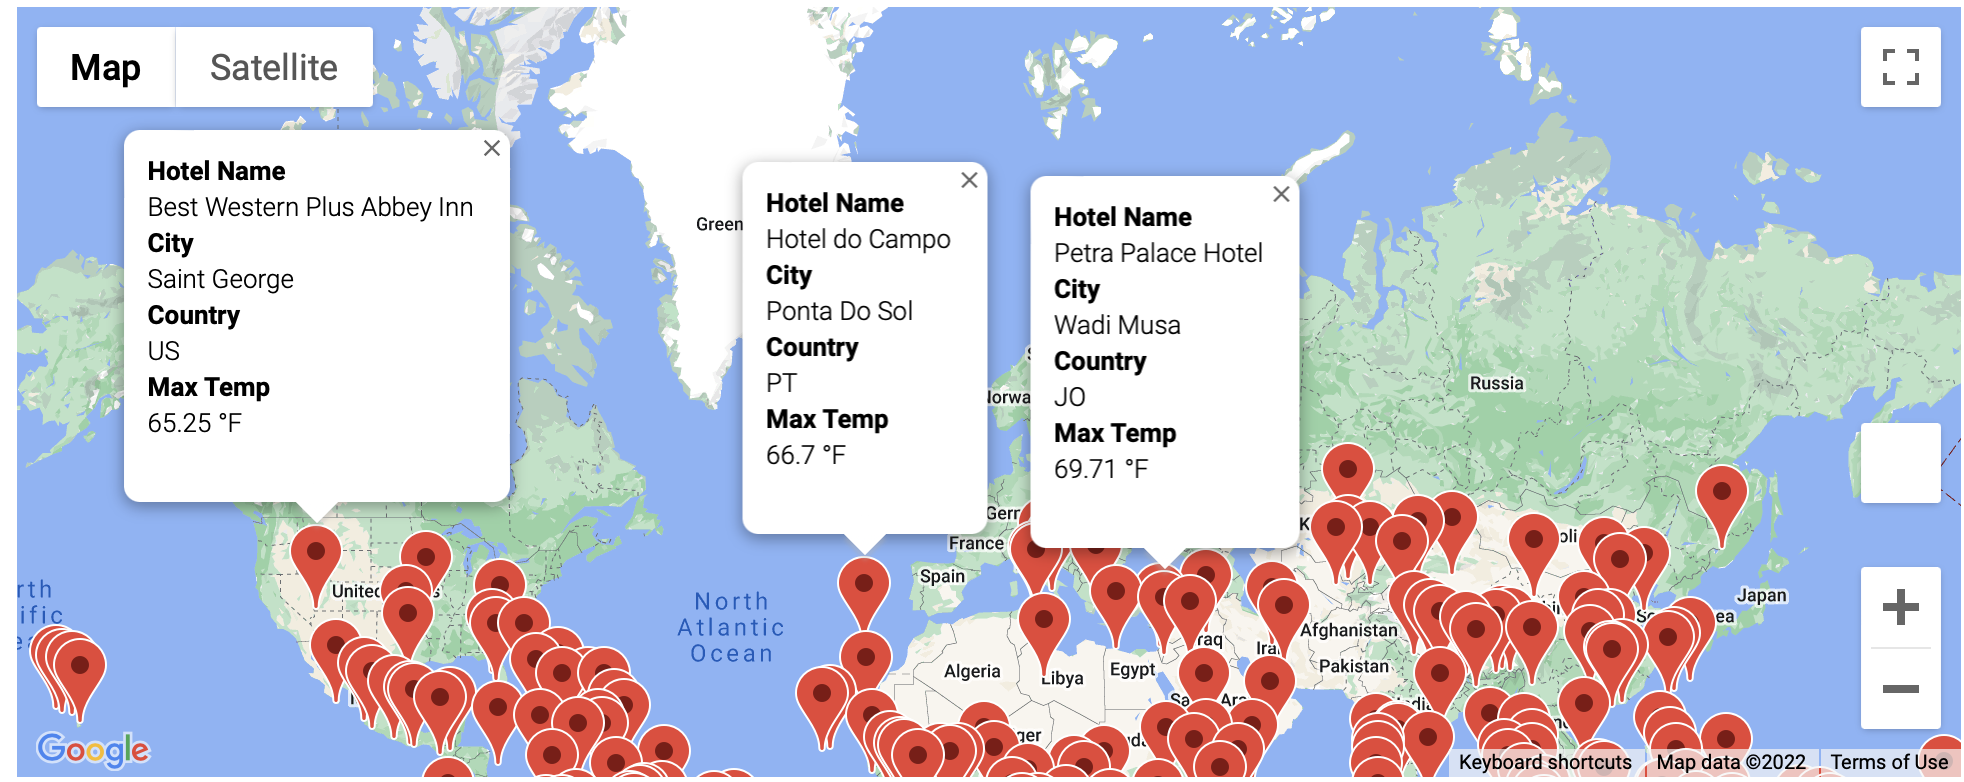 Map
Satellite
Hotel Name
Best Western Plus Abbey Inn
City
Saint George
Country
US
Max Temp
65.25 °F
Hotel Name
Hotel do Campo
City
Ponta Do Sol
Country
PT
Max Temp
66.7 °F
Hotel Name
Petra Palace Hotel
City
Wadi Musa
Country
JO
Max Temp
69.71 °F
Green
Norwa
Russia
Germ
France
Spain
United
North
Atlantic
Ocean
rth
ific
Algeria
Libya
Egypt
raq
Afghanistan
Pakistan
Japan
Google
Keyboard shortcuts
Map data ©2022
Terms of Use